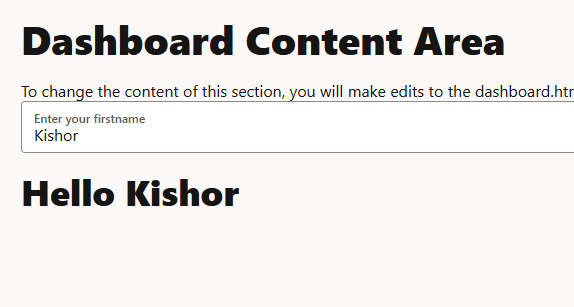 Dashboard Content Area
To change the content of this section, you will make edits to the
Enter your firstname
Kishor
Hello Kishor